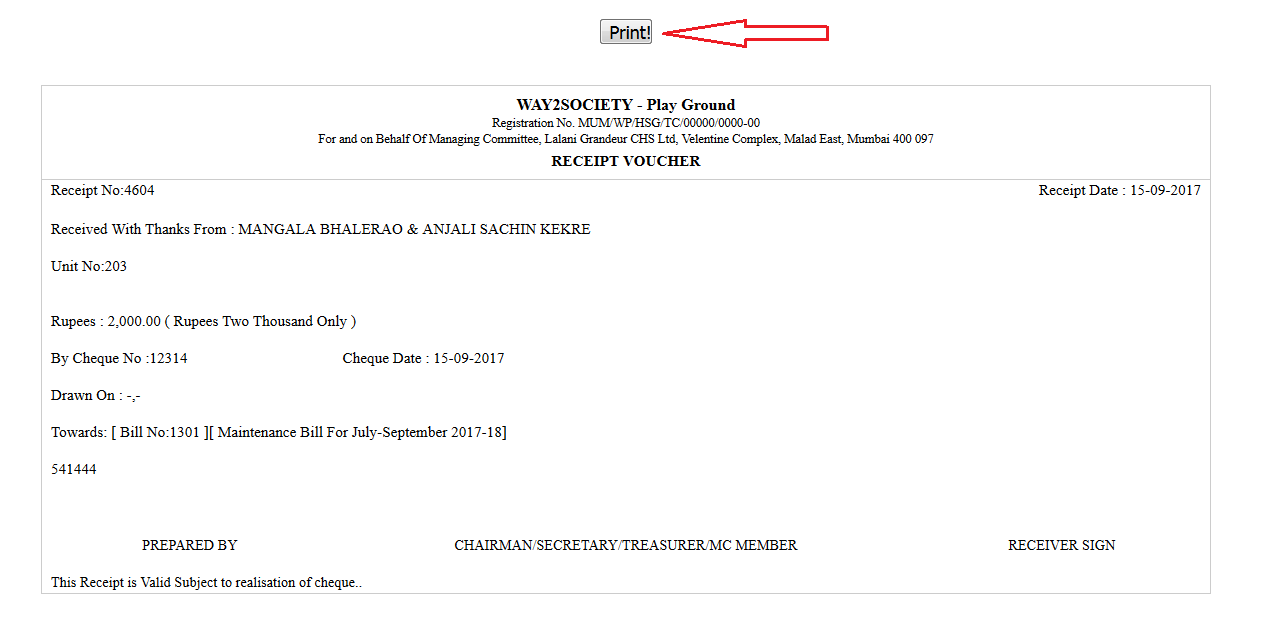 Print!
WAY2SOCIETY - Play Ground
Registration No. MUM/WP/HSG/TC/00000/0000-00
For and on Behalf Of Managing Committee, Lalani Grandeur CHS Ltd, Velentine Complex, Malad East, Mumbai 400 097
RECEIPT VOUCHER
Receipt No:4604 Receipt Date : 15-09-2017
Received With Thanks From : MANGALA BHALERAO & ANJALI SACHIN KEKRE
Unit No:203
Rupees : 2,000.00 ( Rupees Two Thousand Only )
By Cheque No :12314 Cheque Date : 15-09-2017
Drawn On : -,-
Towards: [ Bill No:1301 ][ Maintenance Bill For July-September 2017-18]
541444
PREPARED BY CHAIRMAN/SECRETARY/TREASURER/MC MEMBER RECEIVER SIGN
This Receipt is Valid Subject to realisation of cheque..